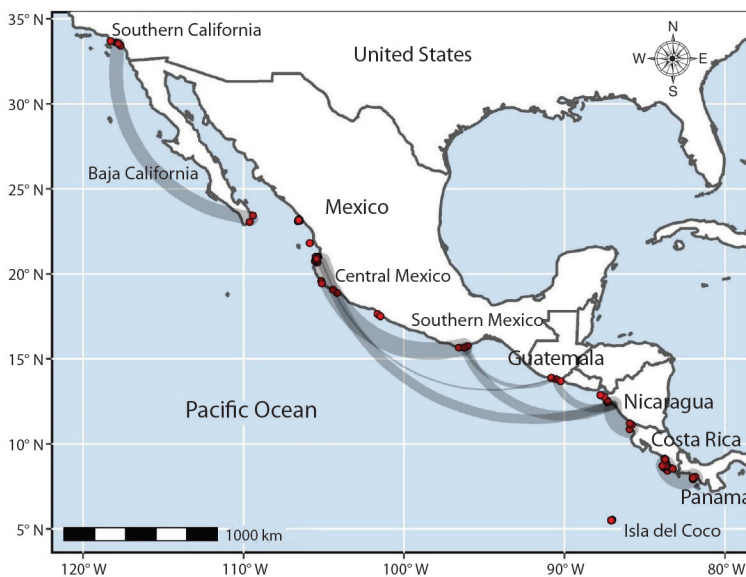 35° N
Southern California
United States
N
W
E
S
30° N
25° N
Baja California
Mexico
20° N
Central Mexico
Southern Mexico
15° N
Guatemala
Pacific Ocean
Nicaragua
10° N
Costa Rica
Panama
5° N
1000 km
Isla del Coco
120° W
110° W
100° W
90° W
80° W